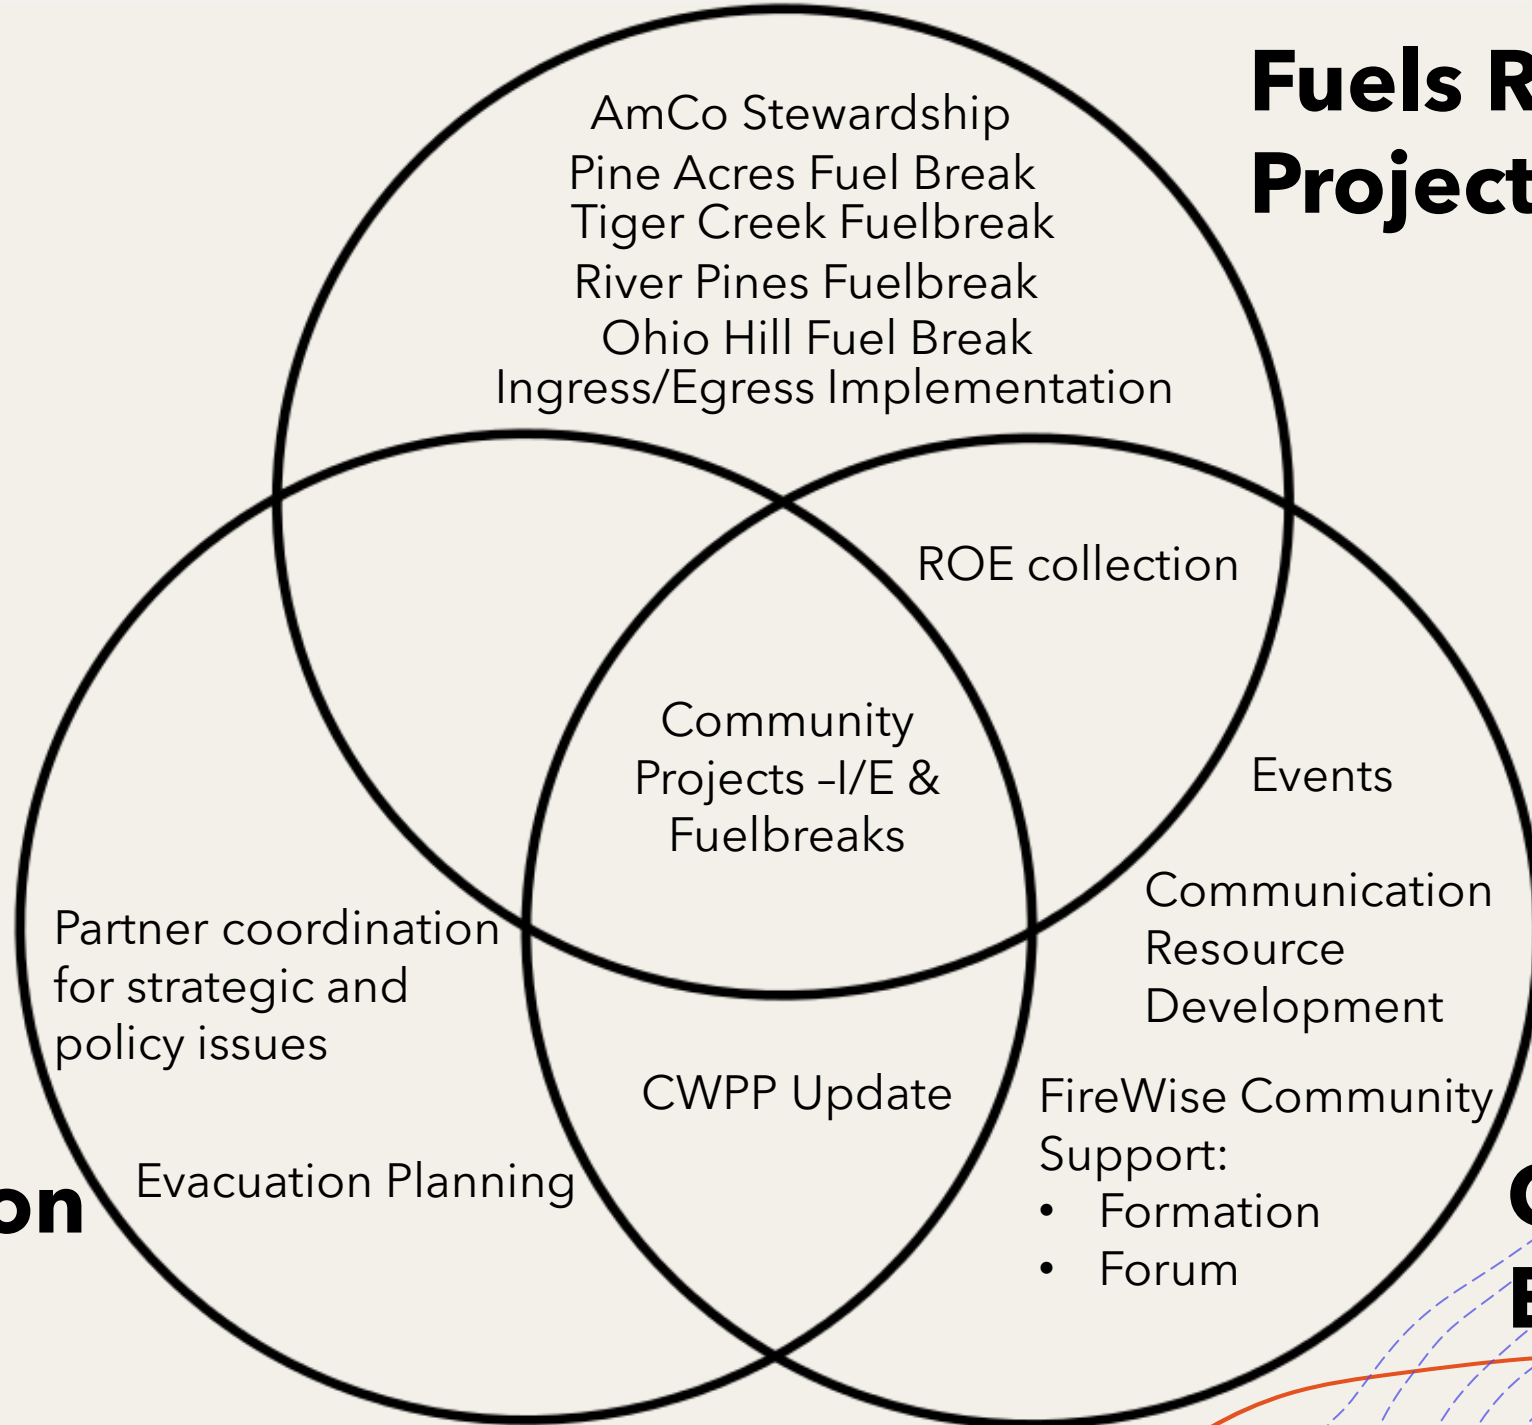 Fuels R
Project
AmCo Stewardship
Pine Acres Fuel Break
Tiger Creek Fuelbreak
River Pines Fuelbreak
Ohio Hill Fuel Break
Ingress/Egress Implementation
ROE collection
Community
Projects –I/E &
Fuelbreaks
Events
Communication
Resource
Development
Partner coordination
for strategic and
policy issues
CWPP Update
FireWise Community
Support:
• Formation
• Forum
Evacuation Planning
on